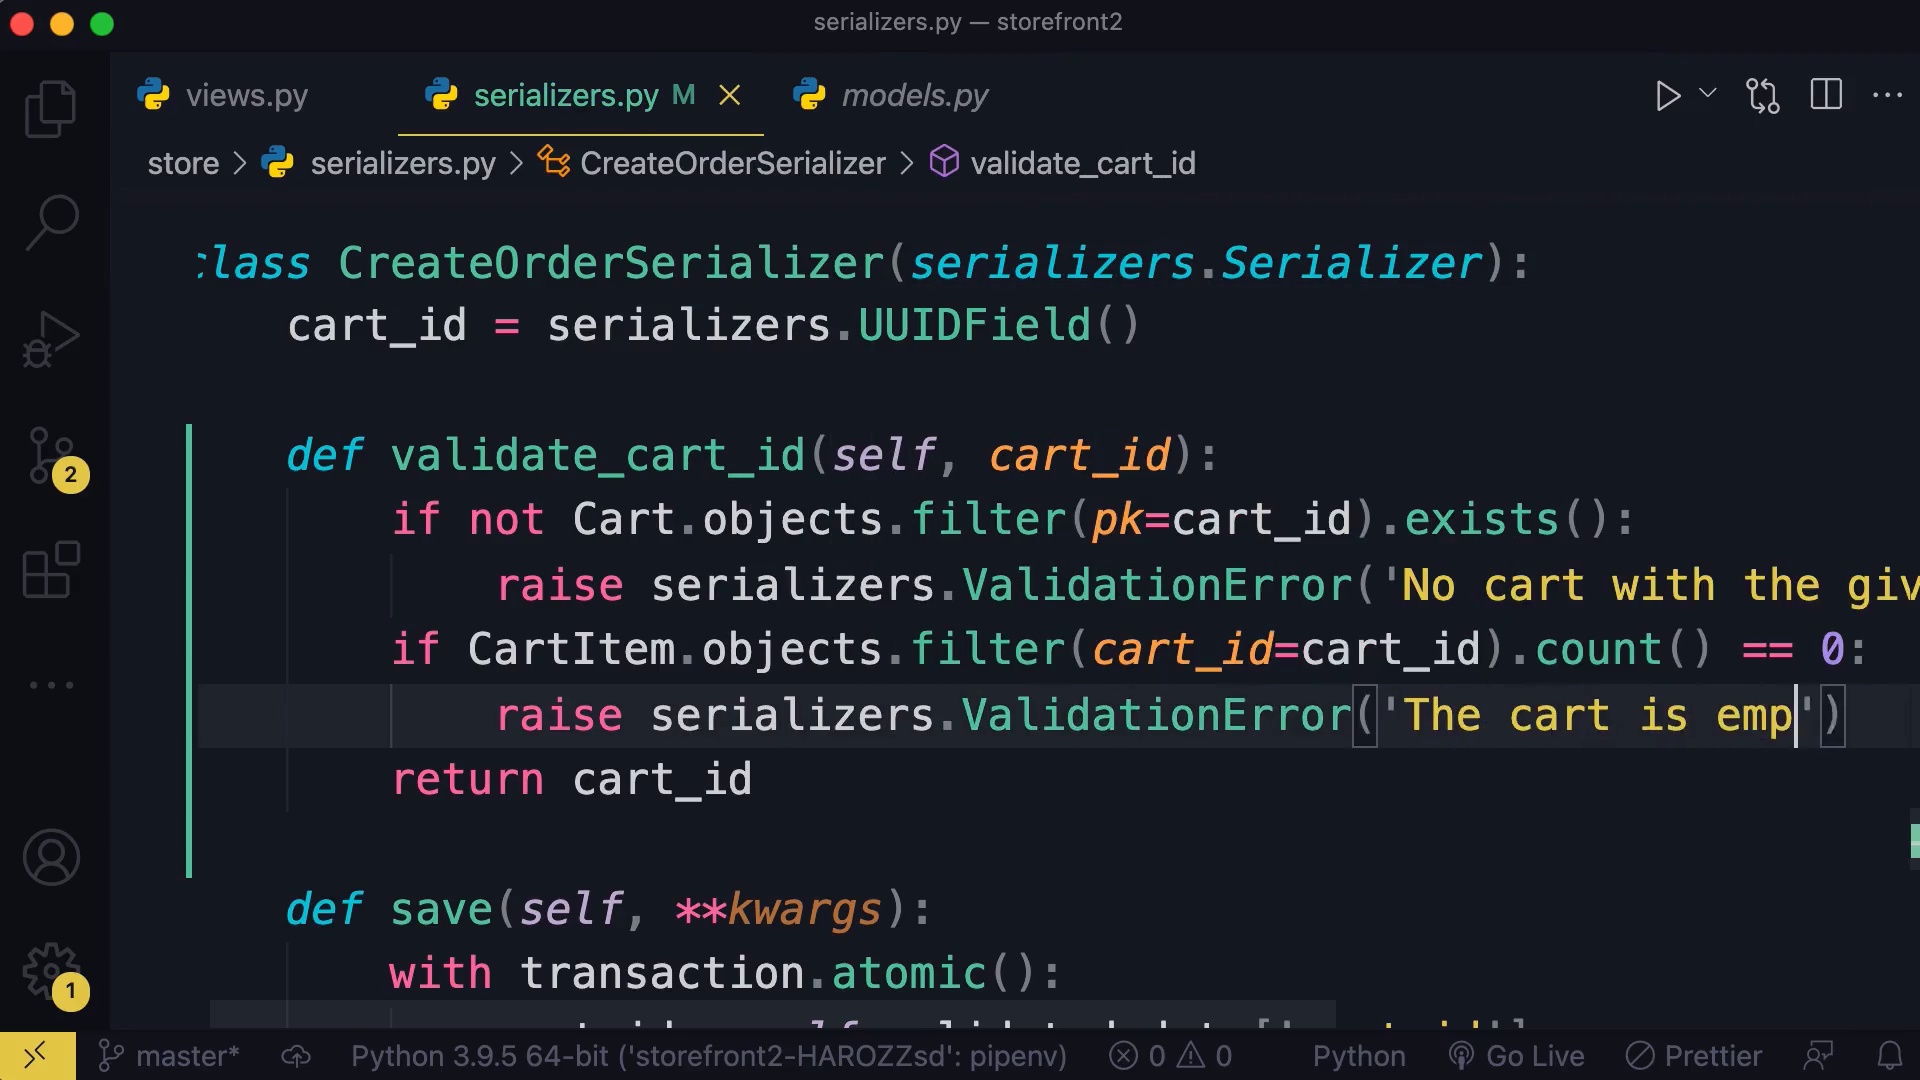 serializers.py — storefront2
views.py
serializers.py M
models.py
store > serializers.py > CreateOrderSerializer > validate_cart_id
class CreateOrderSerializer(serializers.Serializer):
cart_id = serializers.UUIDField()
def validate_cart_id(self, cart_id):
if not Cart.objects.filter(pk=cart_id).exists():
raise serializers.ValidationError('No cart with the giv
if CartItem.objects.filter(cart_id=cart_id).count() == 0:
raise serializers.ValidationError('The cart is emp')
return cart_id
def save(self, **kwargs):
with transaction.atomic():
2
1
master* Python 3.9.5 64-bit ('storefront2-HAROZZsd': pipenv) 0 0 Python Go Live Prettier